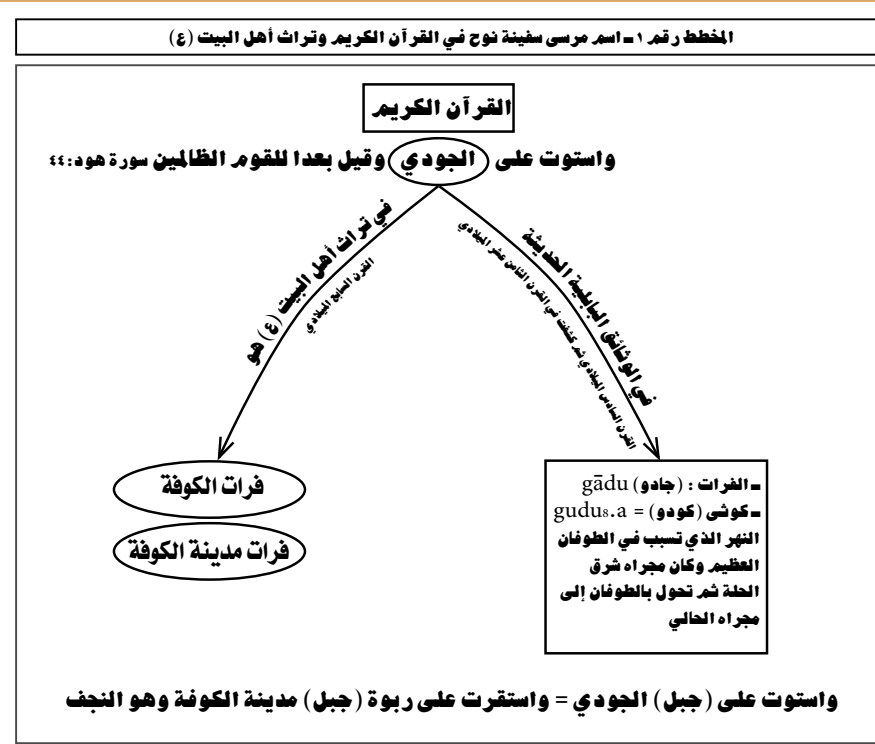 المخطط رقم ١ ـ اسم مرسى سفينة نوح في القرآن الكريم وتراث أهل البيت (ع)
القرآن الكريم
واستوت على الجودي وقيل بعدا للقوم الظالمين سورة هود:٤٤
في الوثائق البابلية الحديثة
القرن السادس الميلادي ثم كشفت في القرن الثامن عشر الميلادي
في تراث أهل البيت (ع) هو
القرن السابع الميلادي
ـ الفرات : (جادو) gādu
ـ كوشى (كودو) = gudu₈.a
النهر الذي تسبب في الطوفان
العظيم وكان مجراه شرق
الحلة ثم تحول بالطوفان إلى
مجراه الحالي
فرات الكوفة
فرات مدينة الكوفة
واستوت على (جبل) الجودي = واستقرت على ربوة (جبل) مدينة الكوفة وهو النجف